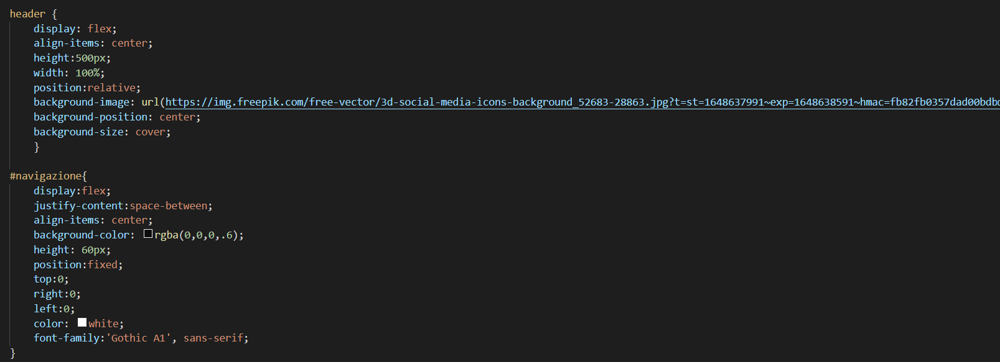 header {
display: flex;
align-items: center;
height:500px;
width: 100%;
position:relative;
background-image: url(https://img.freepik.com/free-vector/3d-social-media-icons-background_52683-28863.jpg?t=st=1648637991~exp=1648638591~hmac=fb82fb0357dad00bdbd
background-position: center;
background-size: cover;
}
#navigazione{
display:flex;
justify-content:space-between;
align-items: center;
background-color: rgba(0,0,0,.6);
height: 60px;
position:fixed;
top:0;
right:0;
left:0;
color: white;
font-family:'Gothic A1', sans-serif;
}